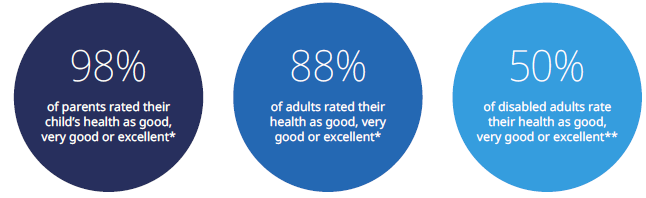 98%
of parents rated their
child's health as good,
very good or excellent*
88%
of adults rated their
health as good, very
good or excellent*
50%
of disabled adults rate
their health as good,
very good or excellent**